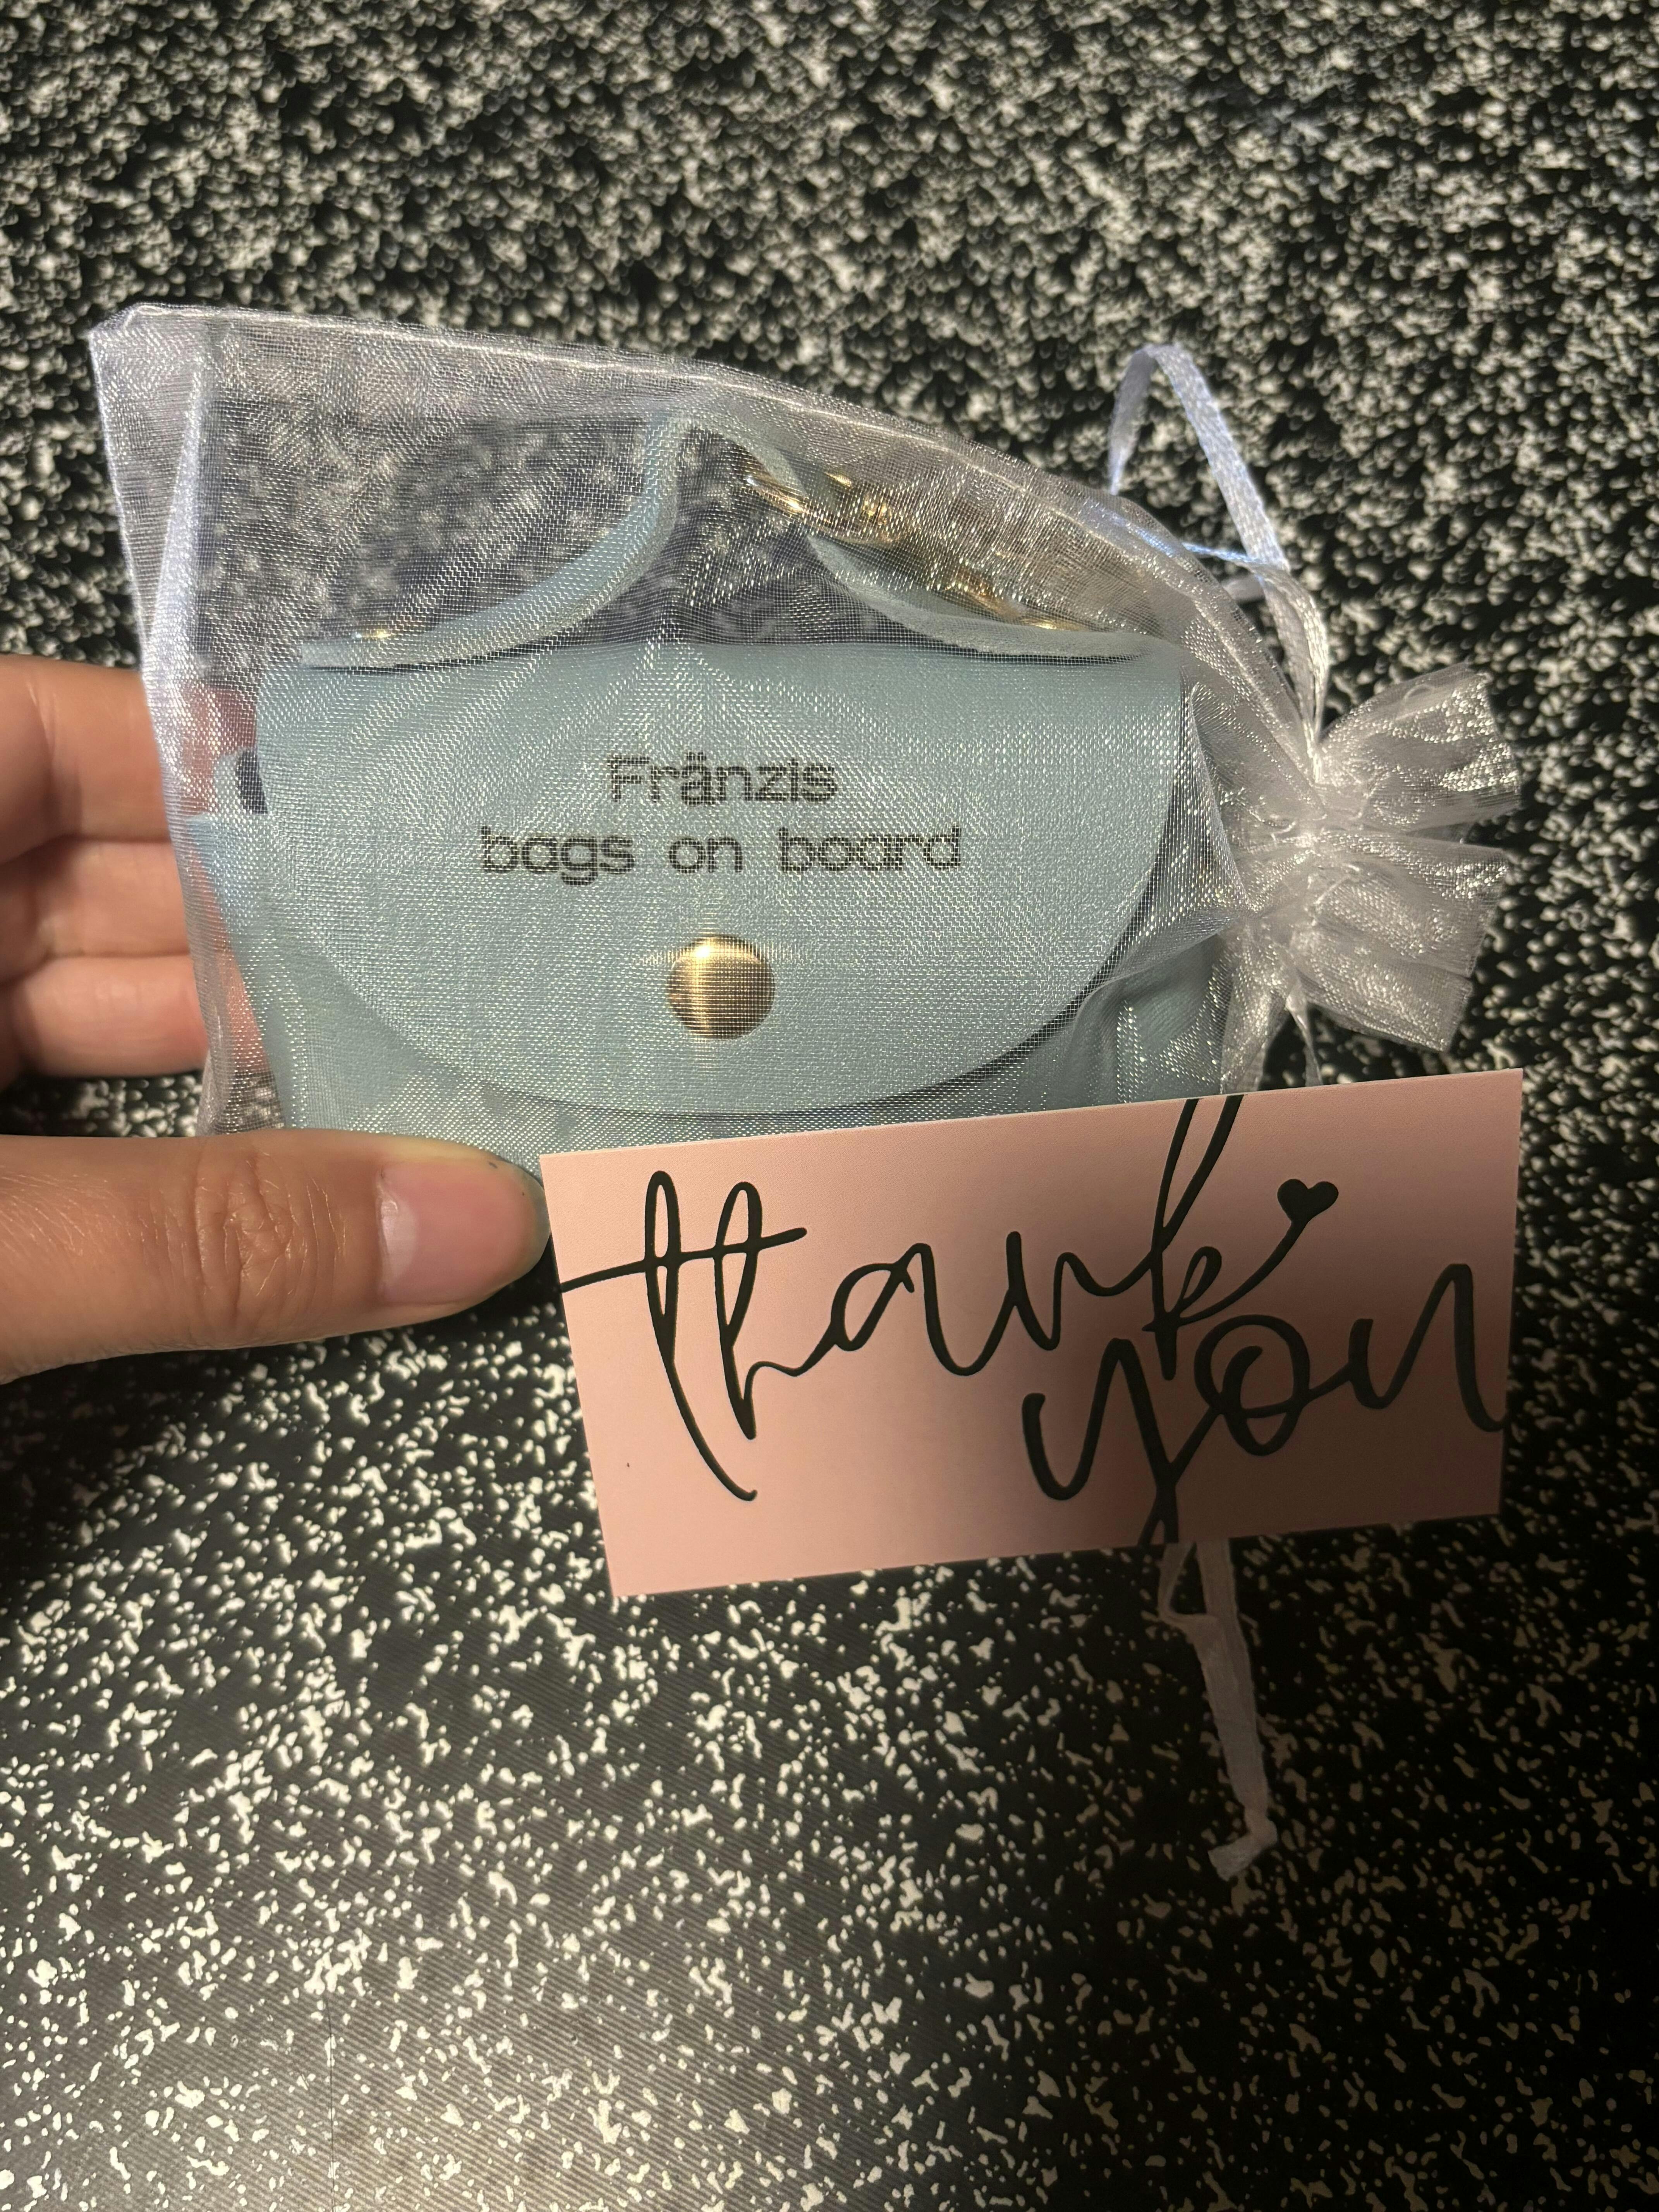 Fränzis
bags on board
thank
you